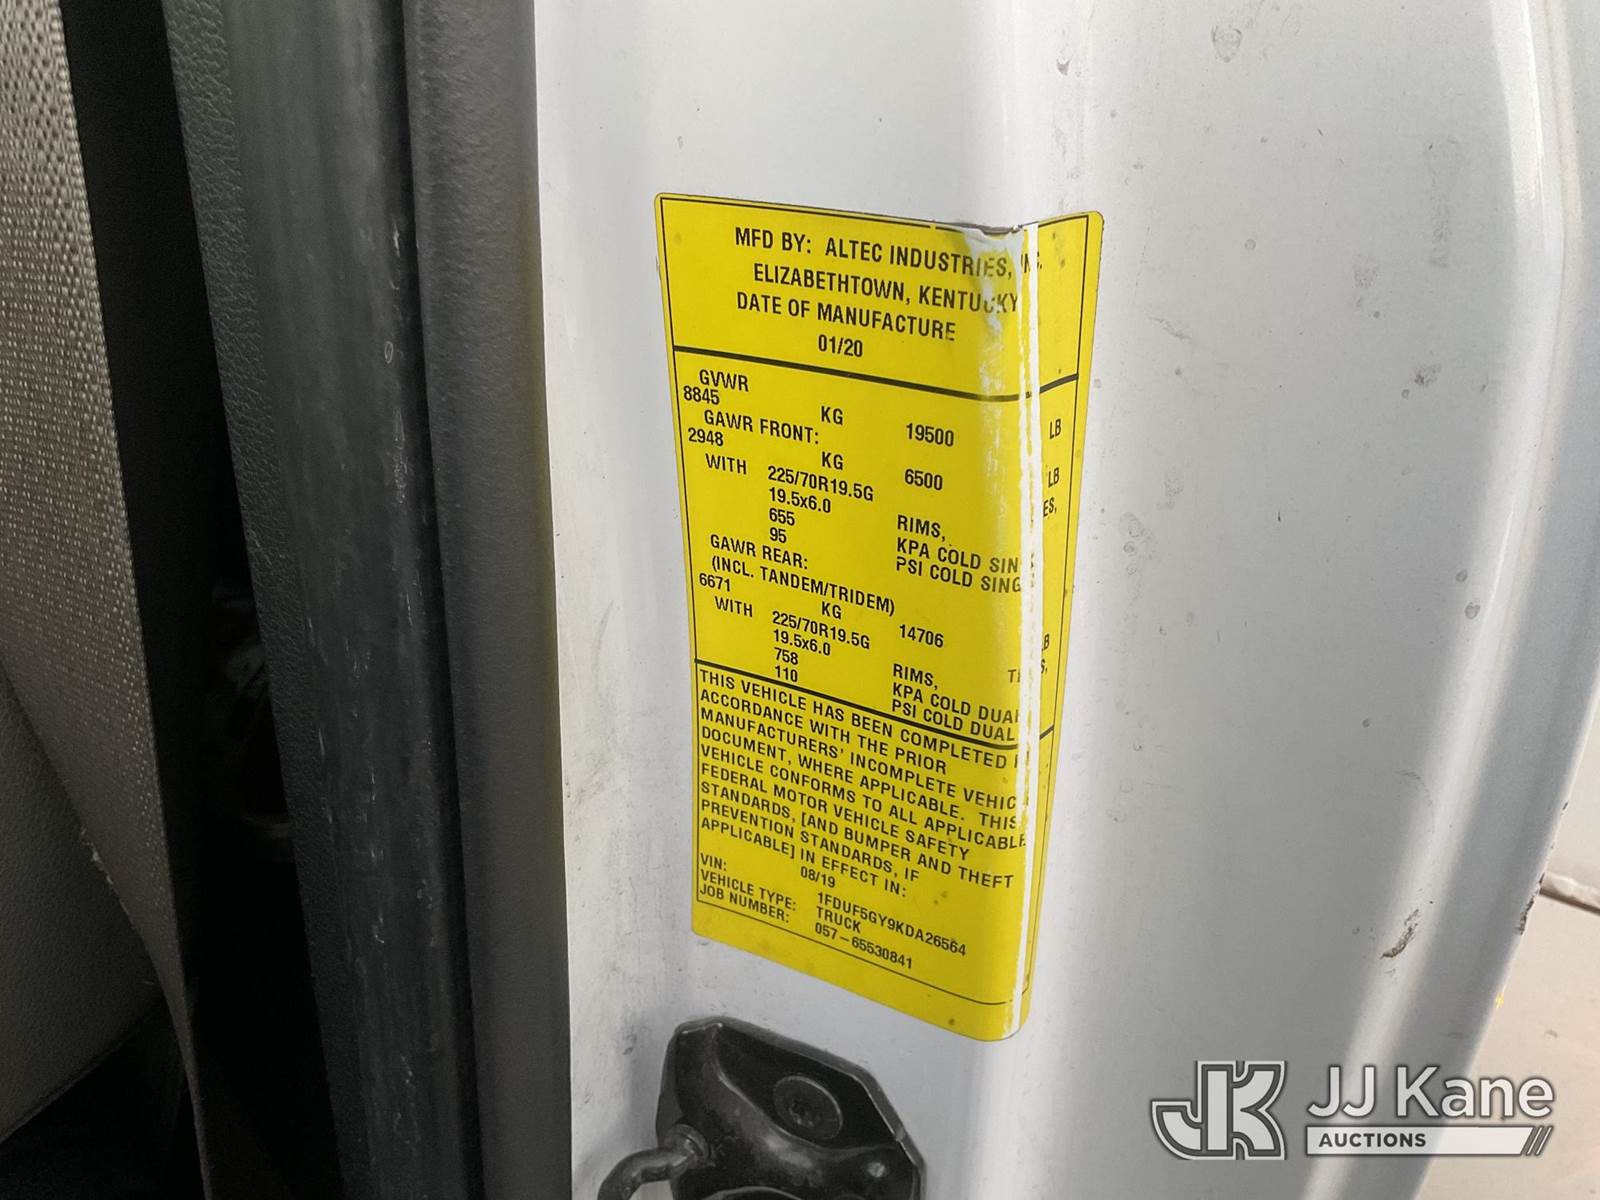 MFD BY: ALTEC INDUSTRIES,
ELIZABETHTOWN, KENTUCKY
DATE OF MANUFACTURE
01/20
GVWR
8845 KG 19500 LB
GAWR FRONT:
2948 KG 6500 LB
WITH 225/70R19.5G
19.5x6.0 RIMS,
655 KPA COLD
95 PSI COLD
GAWR REAR:
(INCL. TANDEM/TRIDEM)
6671 KG 14706
WITH 225/70R19.5G
19.5x6.0 RIMS,
758 KPA COLD DUAL
110 PSI COLD DUAL
THIS VEHICLE HAS BEEN COMPLETED
ACCORDANCE WITH THE PRIOR
MANUFACTURERS' INCOMPLETE
DOCUMENT, WHERE APPLICABLE. THIS
VEHICLE CONFORMS TO ALL APPLICABLE
FEDERAL MOTOR VEHICLE SAFETY
STANDARDS, [AND BUMPER AND THEFT
PREVENTION STANDARDS, IF
APPLICABLE] IN EFFECT IN:
08/19
VIN: 1FDUF5GY9KDA26564
VEHICLE TYPE: TRUCK
JOB NUMBER: 057-65530841
JK JJ Kane
AUCTIONS